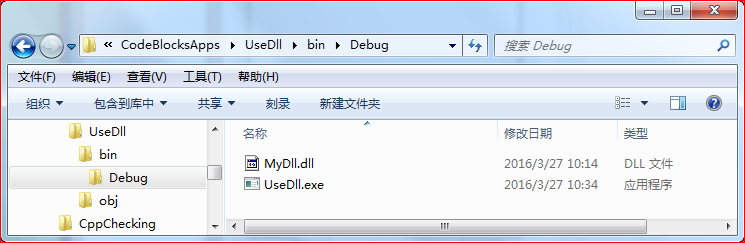 « CodeBlocksApps ▸ UseDll ▸ bin ▸ Debug 搜索 Debug
文件(F) 编辑(E) 查看(V) 工具(T) 帮助(H)
组织 包含到库中 共享 刻录 新建文件夹
UseDll
bin
Debug
obj
CppChecking
名称 修改日期 类型
MyDll.dll 2016/3/27 10:14 DLL 文件
UseDll.exe 2016/3/27 10:34 应用程序